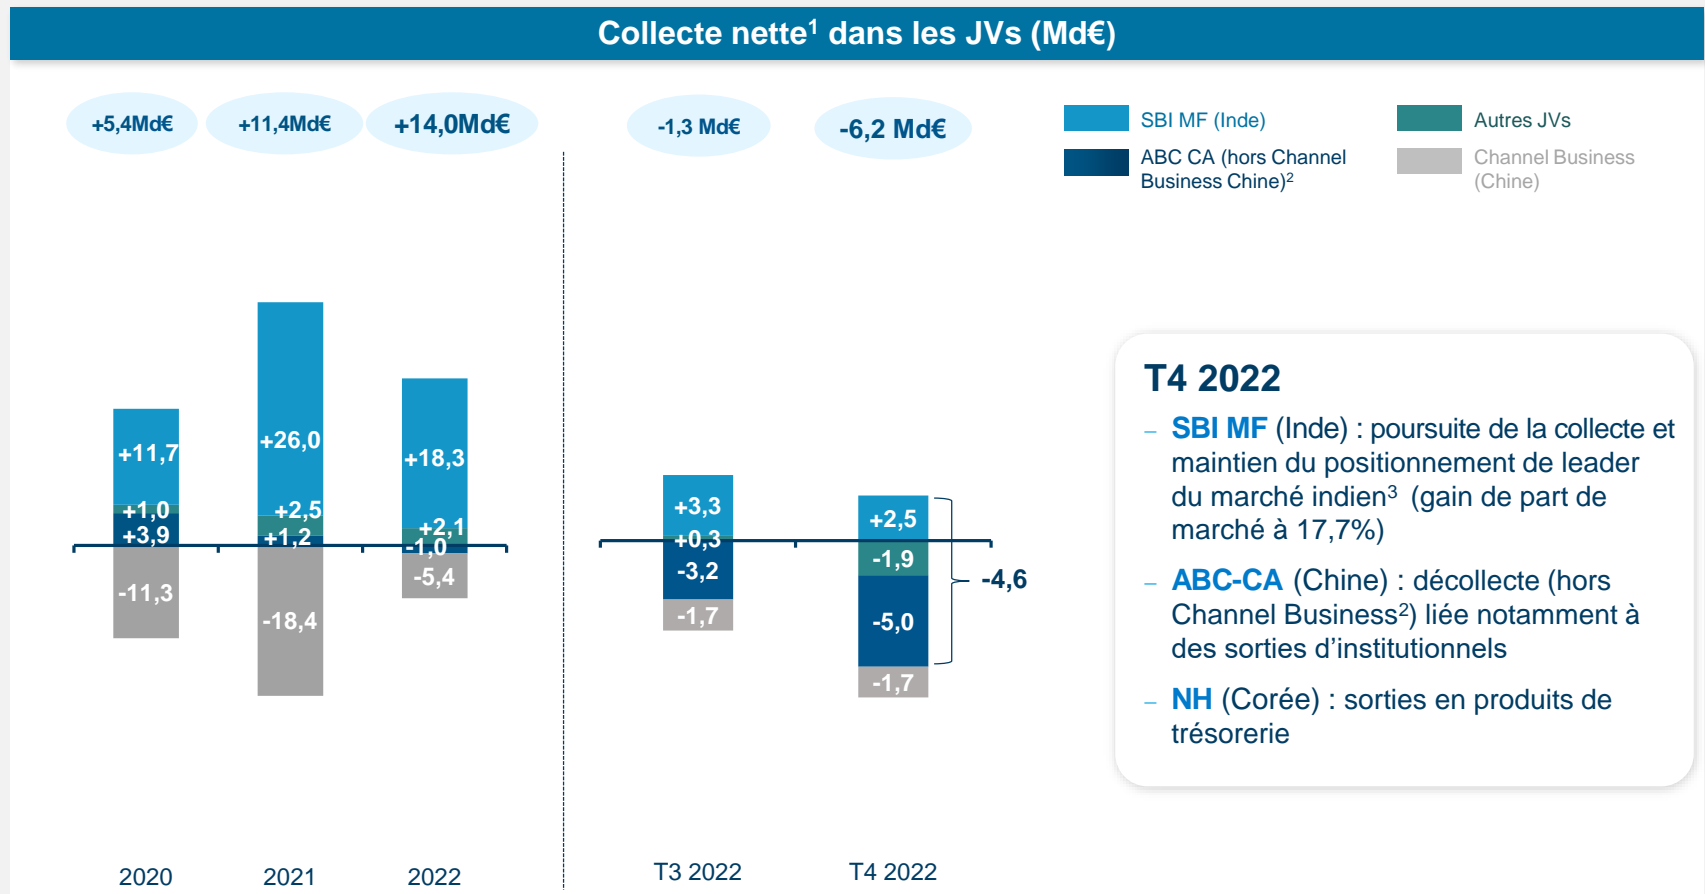 Collecte nette¹ dans les JVs (Md€)
+5,4Md€
+11,4Md€
+14,0Md€
-1,3 Md€
-6,2 Md€
SBI MF (Inde)
Autres JVs
ABC CA (hors Channel
Business Chine)²
Channel Business
(Chine)
+11,7
+1,0
+3,9
-11,3
+26,0
+2,5
+1,2
-18,4
+18,3
+2,1
-1,0
-5,4
+3,3
+0,3
-3,2
-1,7
+2,5
-1,9
-5,0
-1,7
-4,6
2020
2021
2022
T3 2022
T4 2022
T4 2022
– SBI MF (Inde) : poursuite de la collecte et
maintien du positionnement de leader
du marché indien³ (gain de part de
marché à 17,7%)
– ABC-CA (Chine) : décollecte (hors
Channel Business²) liée notamment à
des sorties d’institutionnels
– NH (Corée) : sorties en produits de
trésorerie